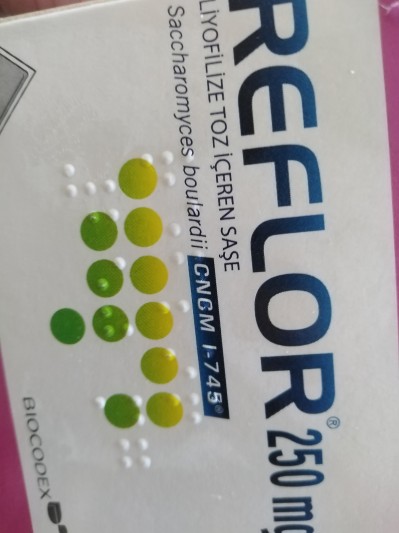 REFLOR® 250 mg
LİYOFİLİZE TOZ İÇEREN SAŞE
Saccharomyces boulardii CNCM I-745®
BIOCODEX